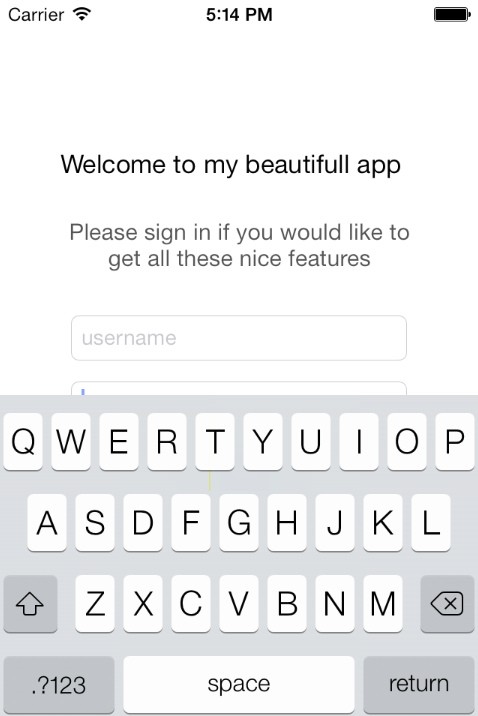 Carrier 5:14 PM
Welcome to my beautifull app
Please sign in if you would like to
get all these nice features
username
Q W E R T Y U I O P
A S D F G H J K L
Z X C V B N M
.?123 space return